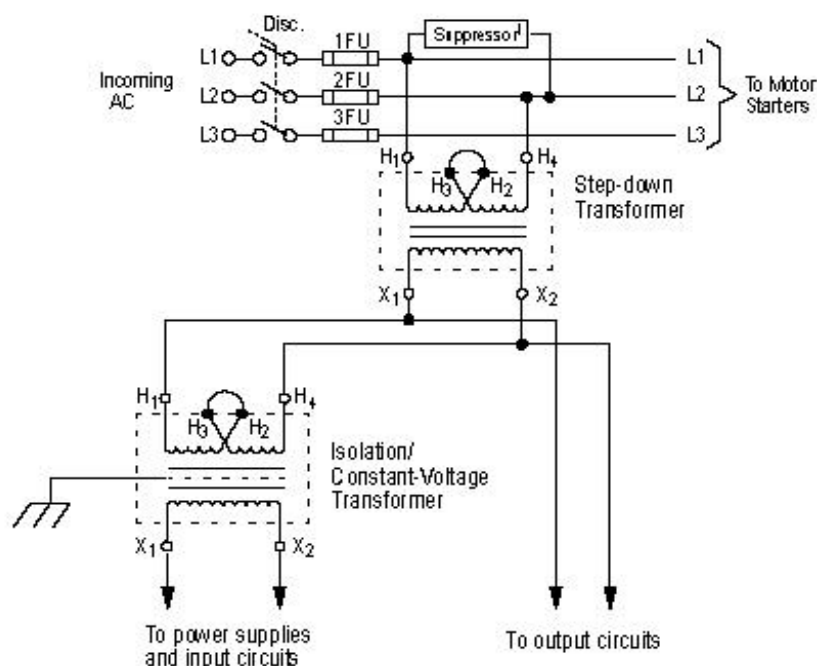 Disc.
1FU
Suppressor1
L1
L1
Incoming
AC
2FU
L2
L2
To Motor
Starters
3FU
L3
L3
H1
H4
H3
H2
Step-down
Transformer
X1
X2
H1
H4
H3
H2
Isolation/
Constant-Voltage
Transformer
X1
X2
To power supplies
and input circuits
To output circuits